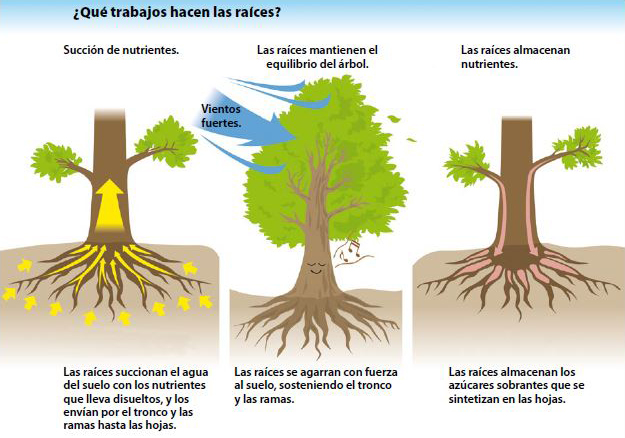 ¿Qué trabajos hacen las raíces?
Succión de nutrientes.
Las raíces mantienen el
equilibrio del árbol.
Las raíces almacenan
nutrientes.
Vientos
fuertes.
Las raíces succionan el agua
del suelo con los nutrientes
que lleva disueltos, y los
envían por el tronco y las
ramas hasta las hojas.
Las raíces se agarran con fuerza
al suelo, sosteniendo el tronco
y las ramas.
Las raíces almacenan los
azúcares sobrantes que se
sintetizan en las hojas.